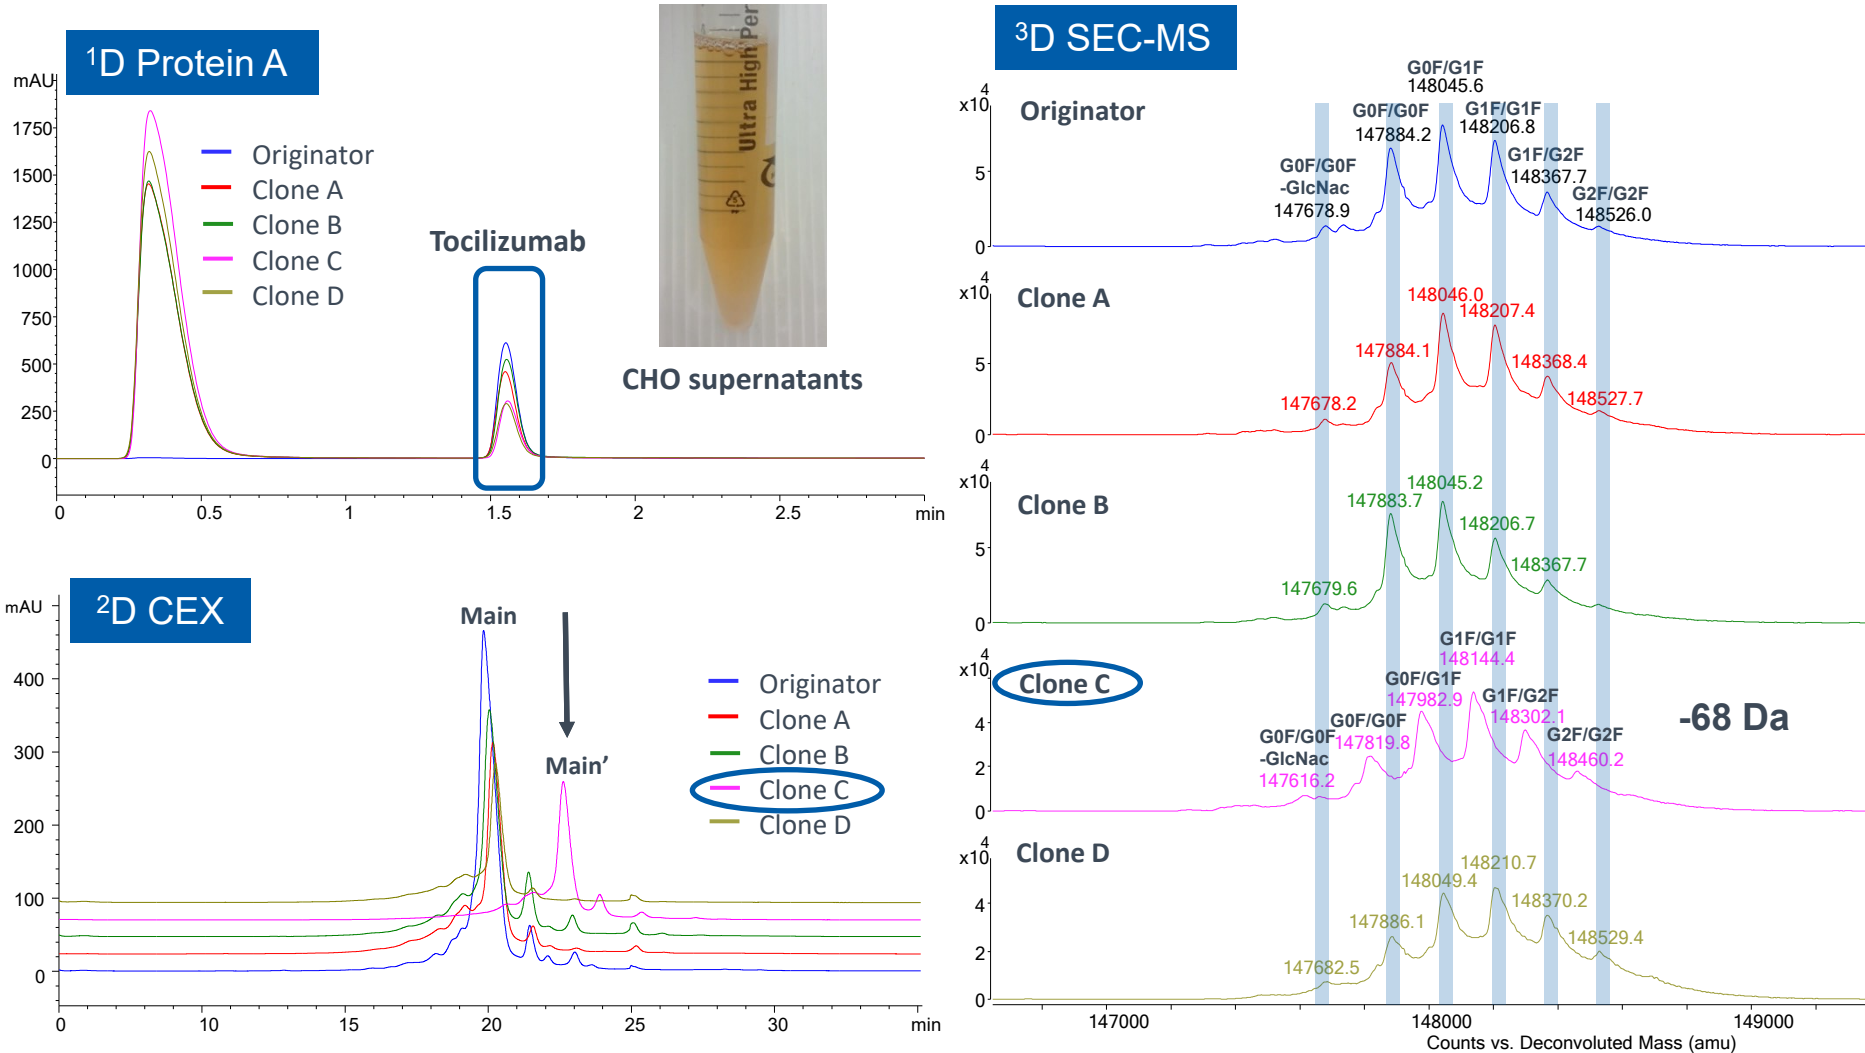 1D Protein A
mAU
1750
1500
1250
1000
750
500
250
0
0
0.5
1
1.5
2
2.5
min
Originator
Clone A
Clone B
Clone C
Clone D
Tocilizumab
Ultra High Per
CHO supernatants
2D CEX
mAU
400
300
200
100
0
0
10
15
20
25
30
min
Main
Main’
Originator
Clone A
Clone B
Clone C
Clone D
3D SEC-MS
Originator
x10 4
5
0
G0F/G0F
-GlcNac
147678.9
G0F/G0F
147884.2
G0F/G1F
148045.6
G1F/G1F
148206.8
G1F/G2F
148367.7
G2F/G2F
148526.0
Clone A
x10 4
5
0
147678.2
147884.1
148046.0
148207.4
148368.4
148527.7
Clone B
x10 4
5
0
147679.6
147883.7
148045.2
148206.7
148367.7
Clone C
x10 4
4
2
0
G0F/G0F
-GlcNac
147616.2
G0F/G0F
147819.8
G0F/G1F
147982.9
G1F/G1F
148144.4
G1F/G2F
148302.1
G2F/G2F
148460.2
-68 Da
Clone D
x10 4
4
2
0
147682.5
147886.1
148049.4
148210.7
148370.2
148529.4
147000
148000
149000
Counts vs. Deconvoluted Mass (amu)